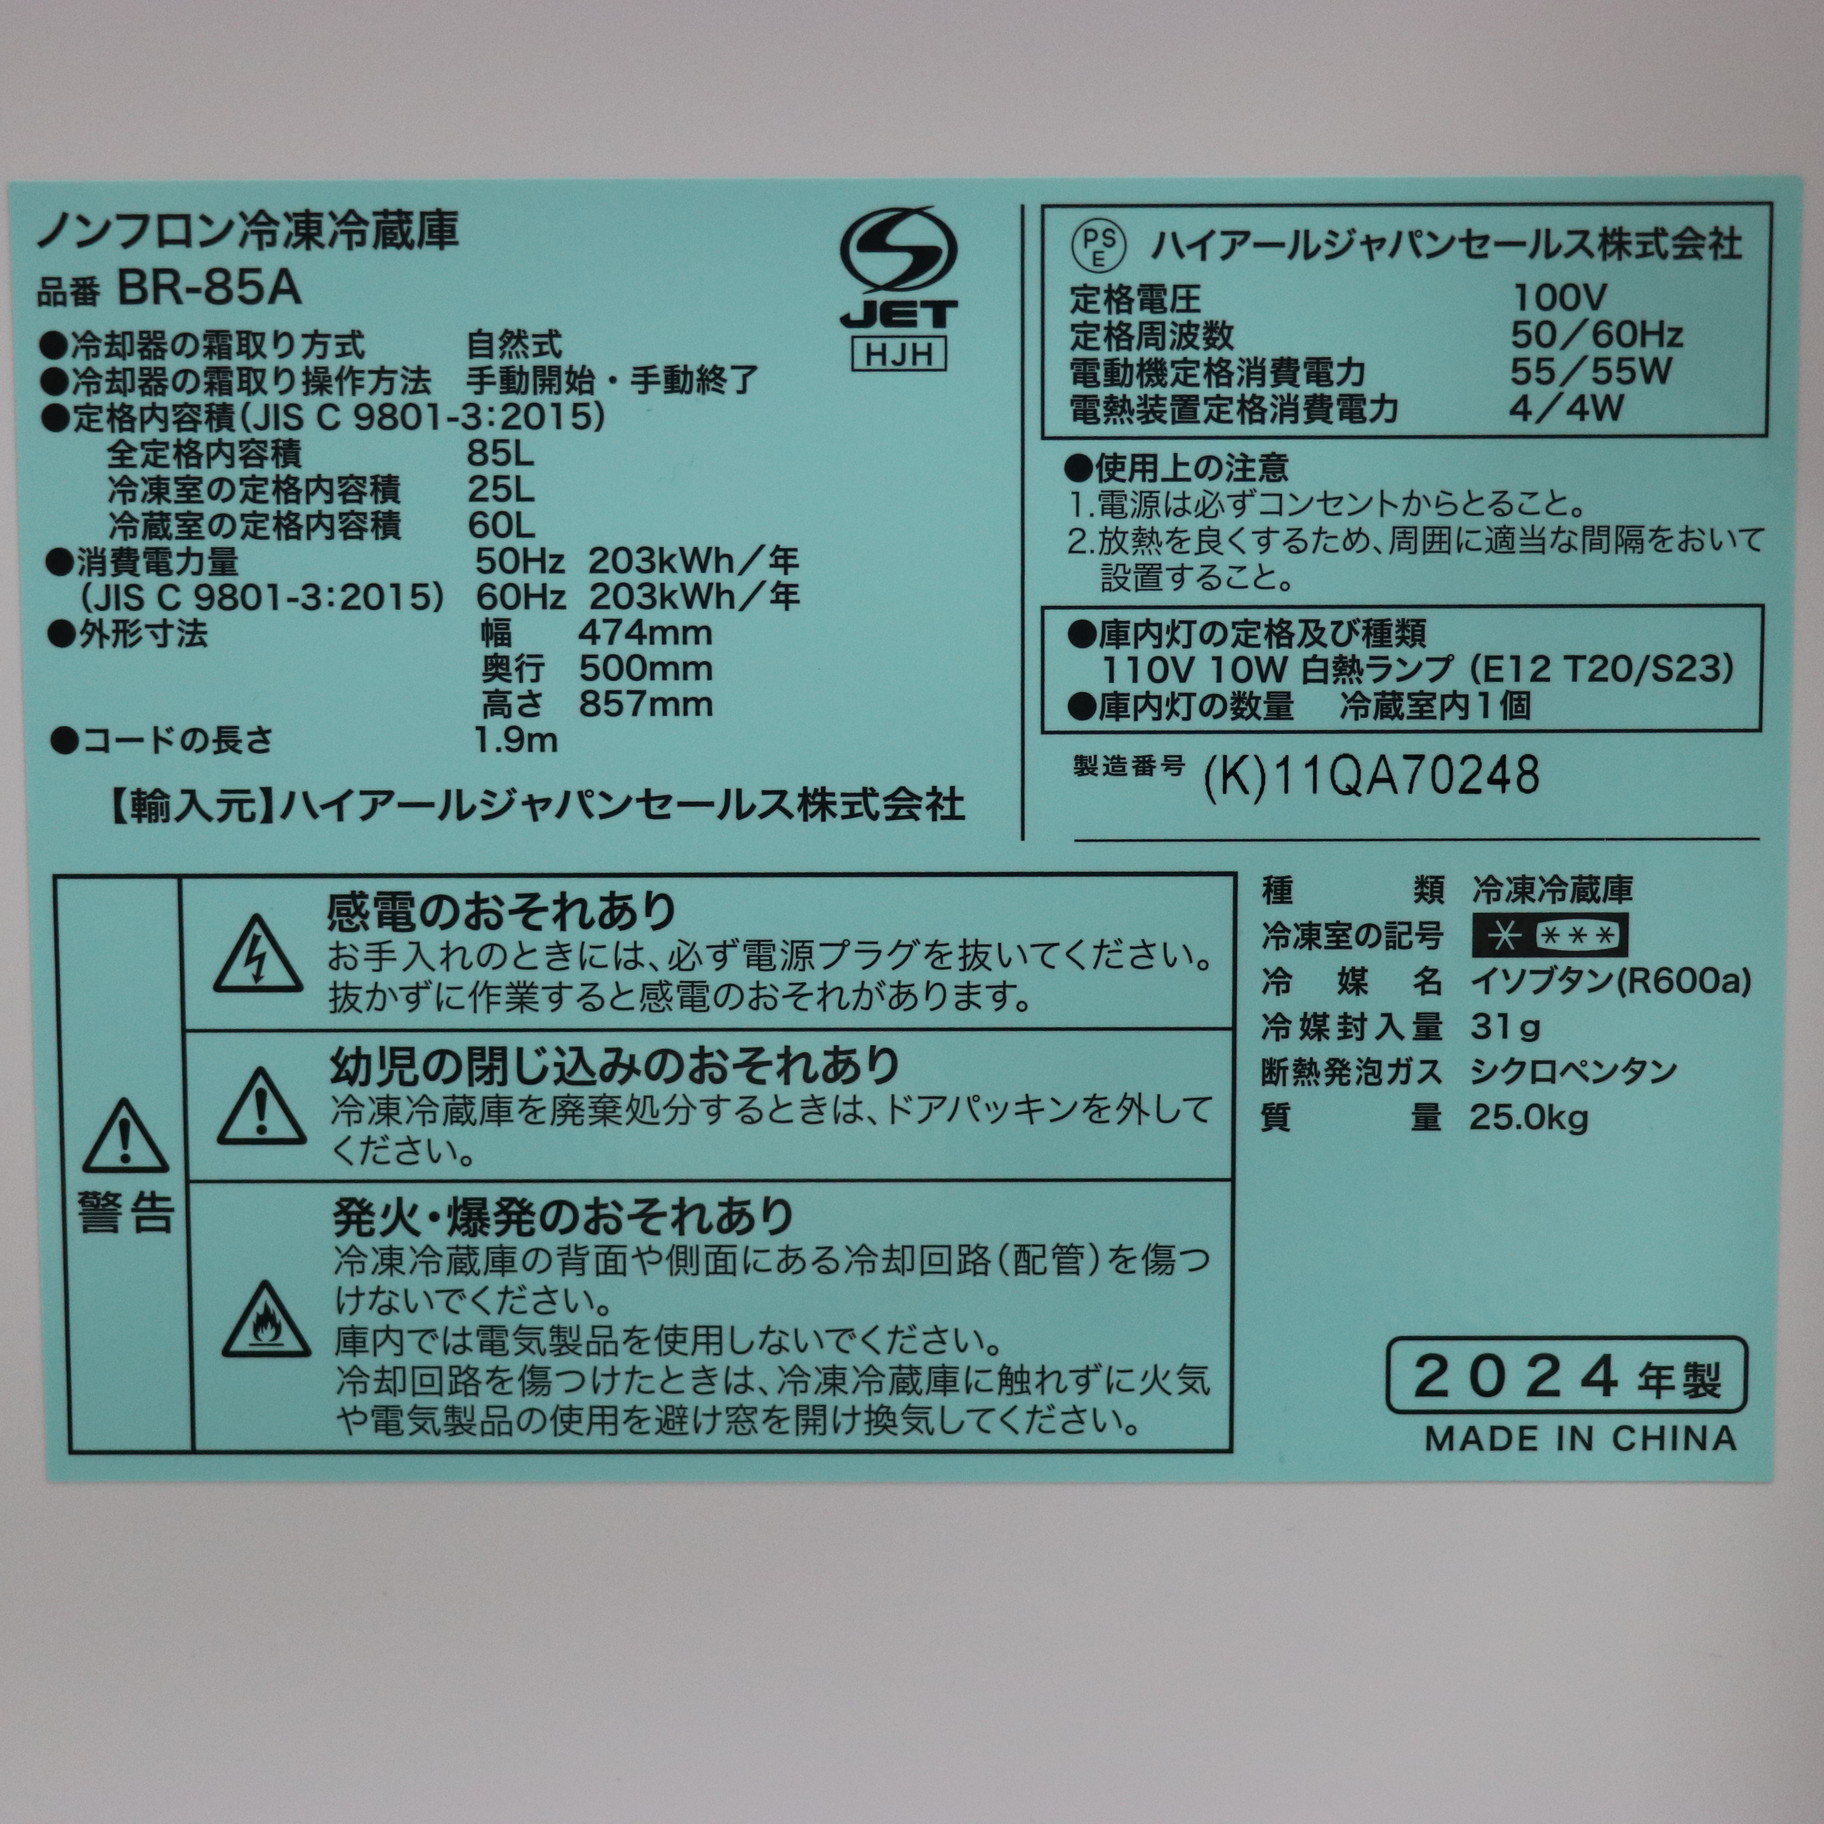 ノンフロン冷凍冷蔵庫
品番 BR-85A
●冷却器の霜取り方式 自然式
●冷却器の霜取り操作方法 手動開始・手動終了
●定格内容積(JIS C 9801-3:2015)
全定格内容積 85L
冷凍室の定格内容積 25L
冷蔵室の定格内容積 60L
●消費電力量 50Hz 203kWh/年
(JIS C 9801-3:2015) 60Hz 203kWh/年
●外形寸法 幅 474mm
奥行 500mm
高さ 857mm
●コードの長さ 1.9m
【輸入元】ハイアールジャパンセールス株式会社
JET
HJH
PS
E
ハイアールジャパンセールス株式会社
定格電圧 100V
定格周波数 50/60Hz
電動機定格消費電力 55/55W
電熱装置定格消費電力 4/4W
●使用上の注意
1.電源は必ずコンセントからとること。
2.放熱を良くするため、周囲に適当な間隔をおいて
設置すること。
●庫内灯の定格及び種類
110V 10W 白熱ランプ (E12 T20/S23)
●庫内灯の数量 冷蔵室内1個
製造番号 (K)11QA70248
警告
感電のおそれあり
お手入れのときには、必ず電源プラグを抜いてください。
抜かずに作業すると感電のおそれがあります。
幼児の閉じ込みのおそれあり
冷凍冷蔵庫を廃棄処分するときは、ドアパッキンを外して
ください。
発火・爆発のおそれあり
冷凍冷蔵庫の背面や側面にある冷却回路(配管)を傷つ
けないでください。
庫内では電気製品を使用しないでください。
冷却回路を傷つけたときは、冷凍冷蔵庫に触れずに火気
や電気製品の使用を避け窓を開け換気してください。
種類 冷凍冷蔵庫
冷凍室の記号 * ***
冷媒名 イソブタン(R600a)
冷媒封入量 31g
断熱発泡ガス シクロペンタン
質量 25.0kg
2024年製
MADE IN CHINA